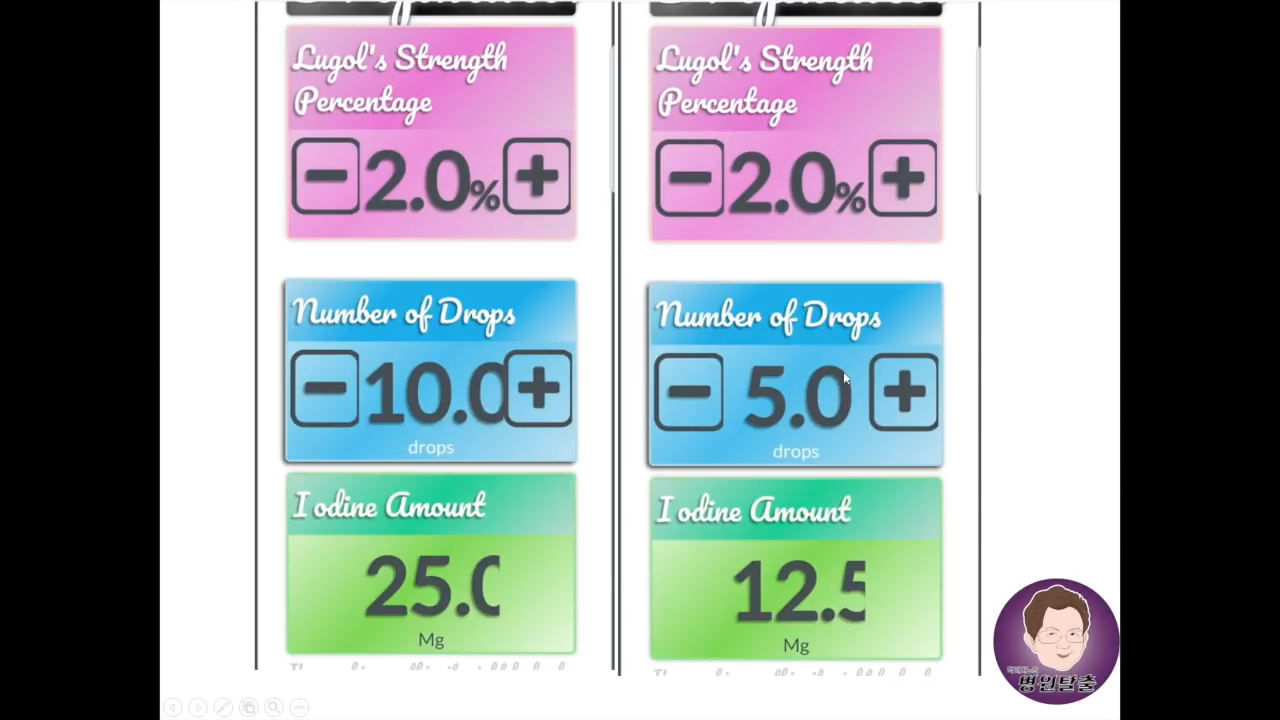 Lugol's Strength
Percentage
2.0%
Number of Drops
10.0
drops
Iodine Amount
25.0
Mg
Lugol's Strength
Percentage
2.0%
Number of Drops
5.0
drops
Iodine Amount
12.5
Mg
병원탈출